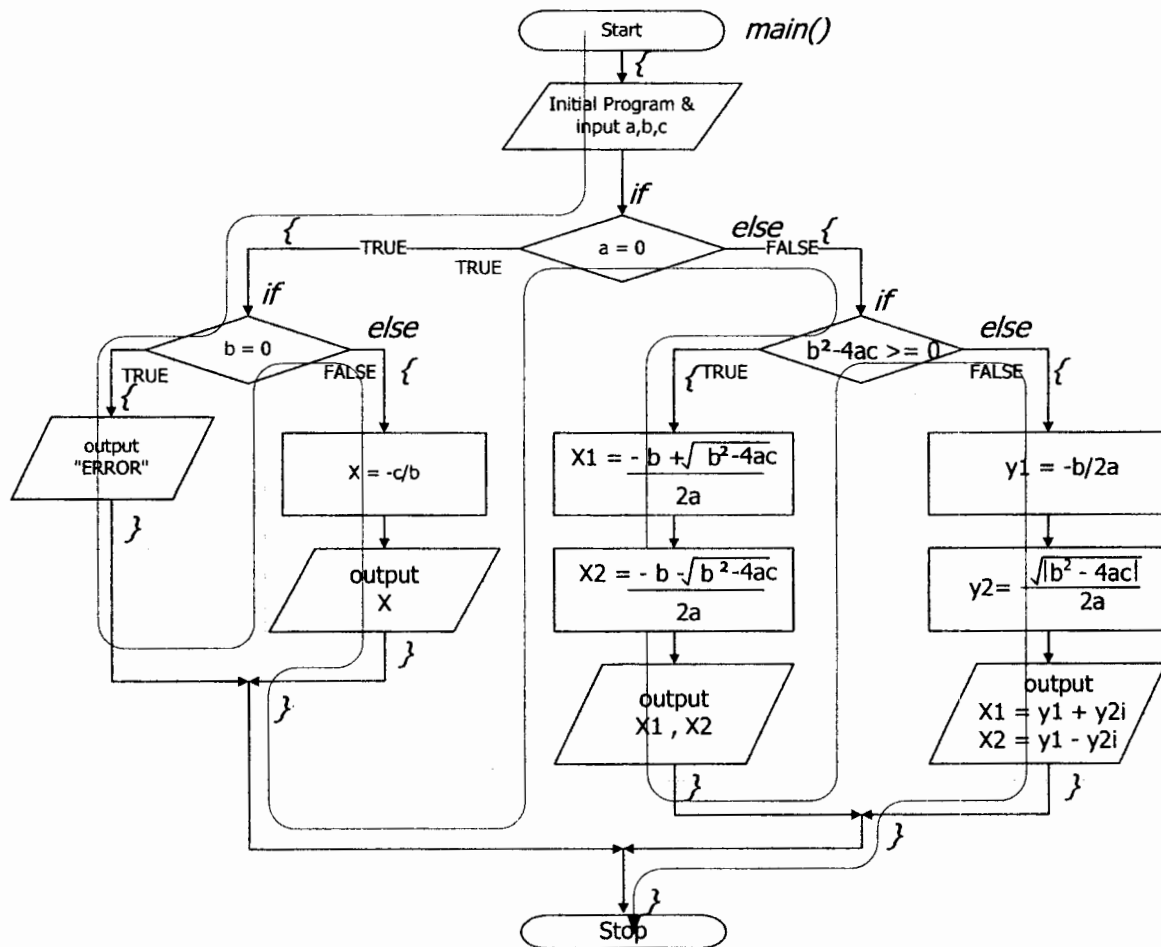 Start
main()
{
Initial Program &
input a,b,c
if
a = 0
{
TRUE
TRUE
else
FALSE
{
if
b = 0
TRUE
{
else
FALSE
{
output
"ERROR"
}
X = -c/b
output
X
}
}
if
b²-4ac >= 0
{ TRUE
else
FALSE
{
X1 = - b +√ b²-4ac
2a
X2 = - b -√ b²-4ac
2a
output
X1 , X2
}
y1 = -b/2a
y2= √|b² - 4ac|
2a
output
X1 = y1 + y2i
X2 = y1 - y2i
}
}
}
Stop